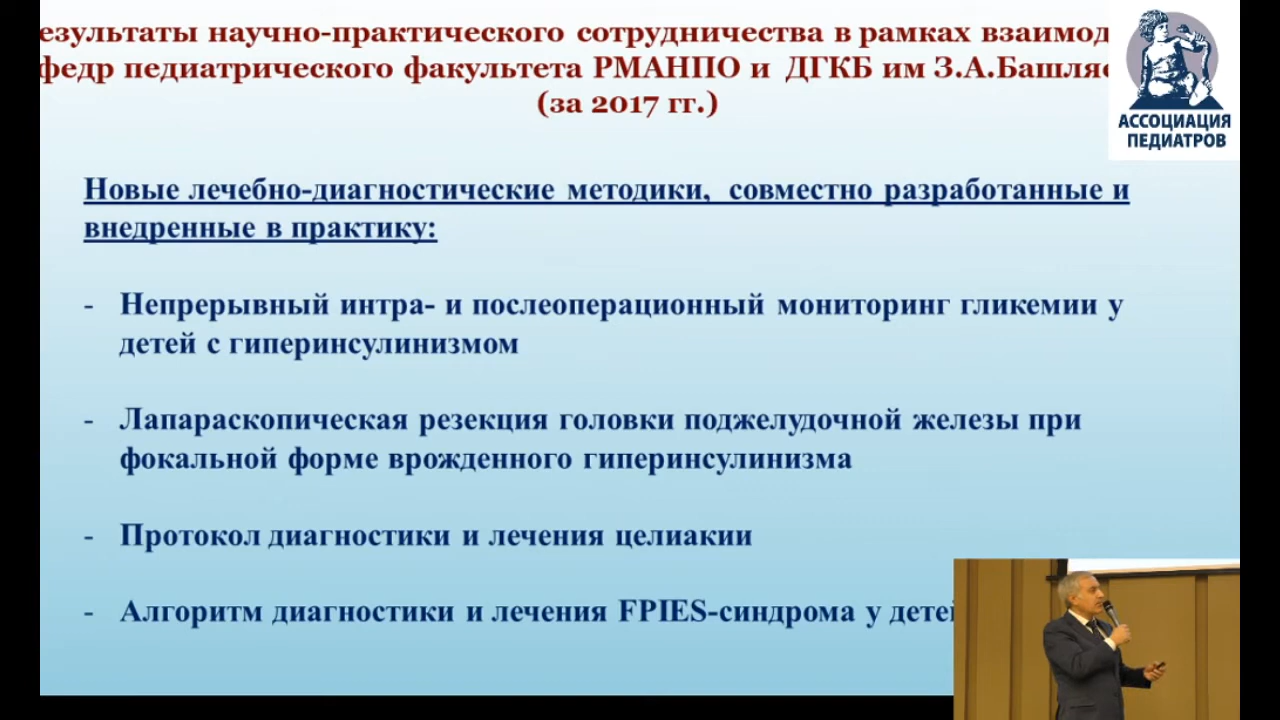 езультаты научно-практического сотрудничества в рамках взаимод
федр педиатрического факультета РМАНПО и ДГКБ им З.А.Башляе
(за 2017 гг.)
АССОЦИАЦИЯ
ПЕДИАТРОВ
Новые лечебно-диагностические методики, совместно разработанные и
внедренные в практику:
- Непрерывный интра- и послеоперационный мониторинг гликемии у
детей с гиперинсулинизмом
- Лапараскопическая резекция головки поджелудочной железы при
фокальной форме врожденного гиперинсулинизма
- Протокол диагностики и лечения целиакии
- Алгоритм диагностики и лечения FPIES-синдрома у детей